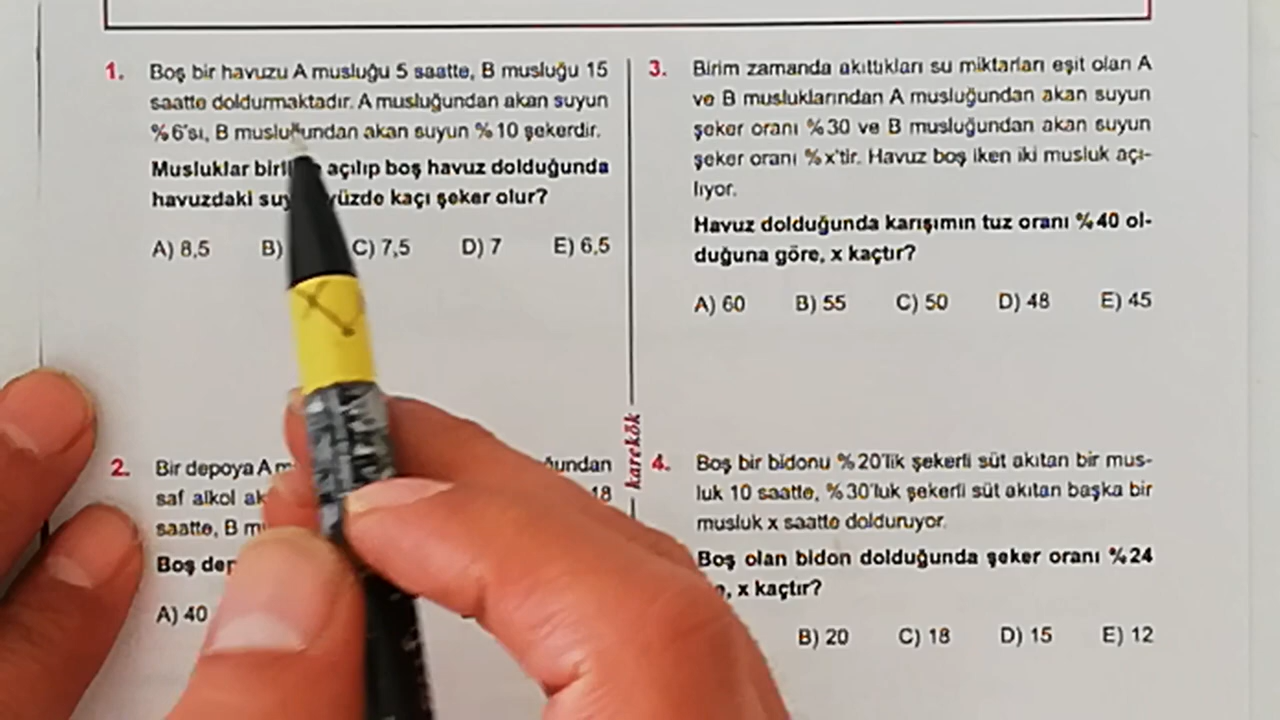 1. Boş bir havuzu A musluğu 5 saatte, B musluğu 15
saatte doldurmaktadır. A musluğundan akan suyun
%6'sı, B musluğundan akan suyun %10 şekerdir.
Musluklar açılıp boş havuz dolduğunda
havuzdaki yüzde kaçı şeker olur?
A) 8,5 B) C) 7,5 D) 7 E) 6,5
2. Bir depoya A
saf alkol 18
saatte, B
Boş
A) 40
karekök
3. Birim zamanda akıttıkları su miktarları eşit olan A
ve B musluklarından A musluğundan akan suyun
şeker oranı %30 ve B musluğundan akan suyun
şeker oranı %x'tir. Havuz boş iken iki musluk açı-
lıyor.
Havuz dolduğunda karışımın tuz oranı %40 ol-
duğuna göre, x kaçtır?
A) 60 B) 55 C) 50 D) 48 E) 45
4. Boş bir bidonu %20'lik şekerli süt akıtan bir mus-
luk 10 saatte, %30'luk şekerli süt akıtan başka bir
musluk x saatte dolduruyor.
Boş olan bidon dolduğunda şeker oranı %24
x kaçtır?
B) 20 C) 18 D) 15 E) 12